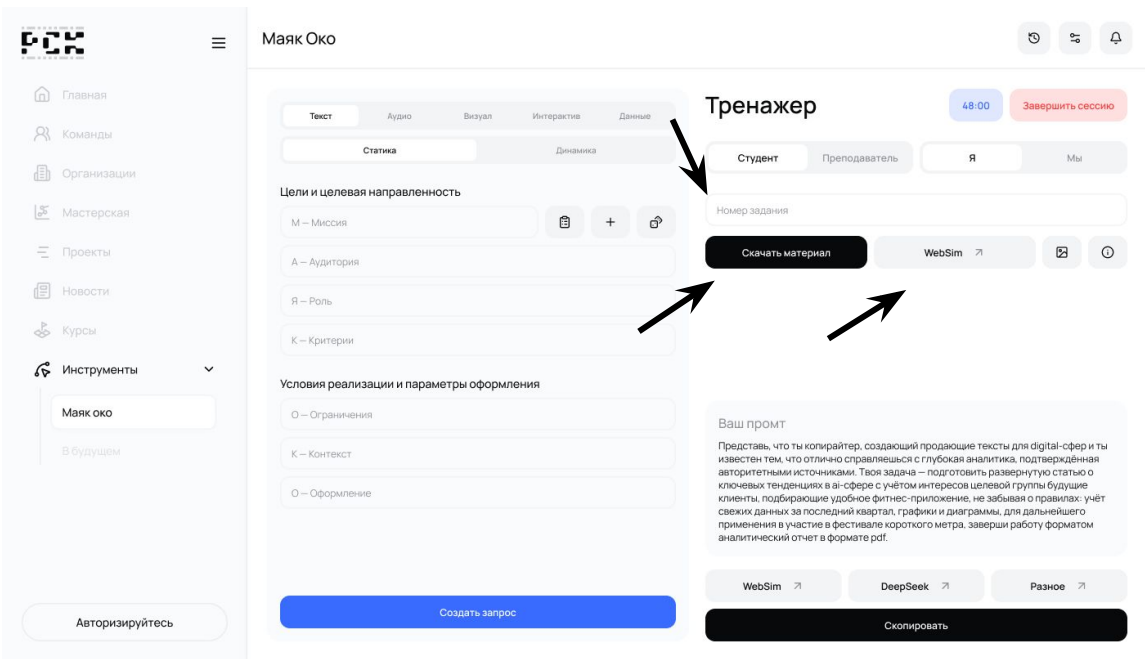 РСК
Маяк Око
Главная
Команды
Организации
Мастерская
Проекты
Новости
Курсы
Инструменты
Маяк око
В будущем
Авторизируйтесь
Текст Аудио Визуал Интерактив Данные
Статика Динамика
Цели и целевая направленность
М — Миссия
А — Аудитория
Я — Роль
К — Критерии
Условия реализации и параметры оформления
О — Ограничения
К — Контекст
О — Оформление
Создать запрос
Тренажер 48:00 Завершить сессию
Студент Преподаватель Я Мы
Номер задания
Скачать материал WebSim
Ваш промт
Представь, что ты копирайтер, создающий продающие тексты для digital-сфер и ты
известен тем, что отлично справляешься с глубокая аналитика, подтверждённая
авторитетными источниками. Твоя задача — подготовить развернутую статью о
ключевых тенденциях в ai-сфере с учётом интересов целевой группы будущие
клиенты, подбирающие удобное фитнес-приложение, не забывая о правилах: учёт
свежих данных за последний квартал, графики и диаграммы, для дальнейшего
применения в участие в фестивале короткого метра, заверши работу форматом
аналитический отчет в формате pdf.
WebSim DeepSeek Разное
Скопировать